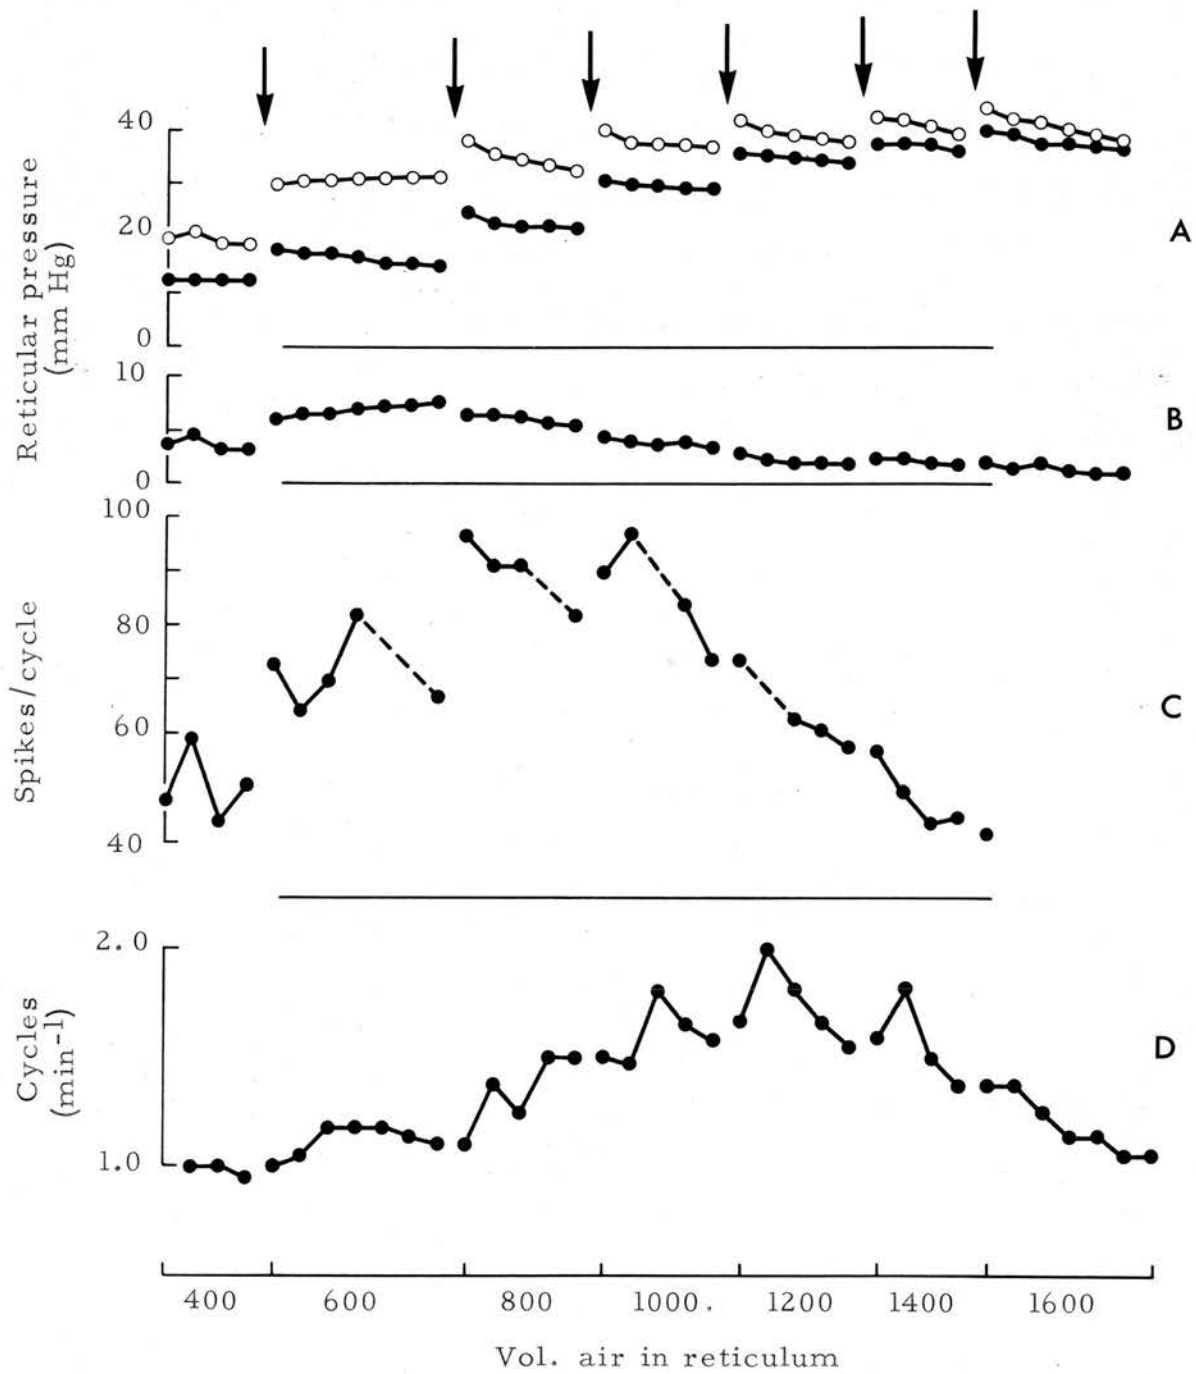 40
20
0
Reticular pressure
(mm Hg)
A
10
0
B
100
80
60
40
Spikes/cycle
C
2.0
1.0
Cycles
(min-1)
D
400 600 800 1000. 1200 1400 1600
Vol. air in reticulum